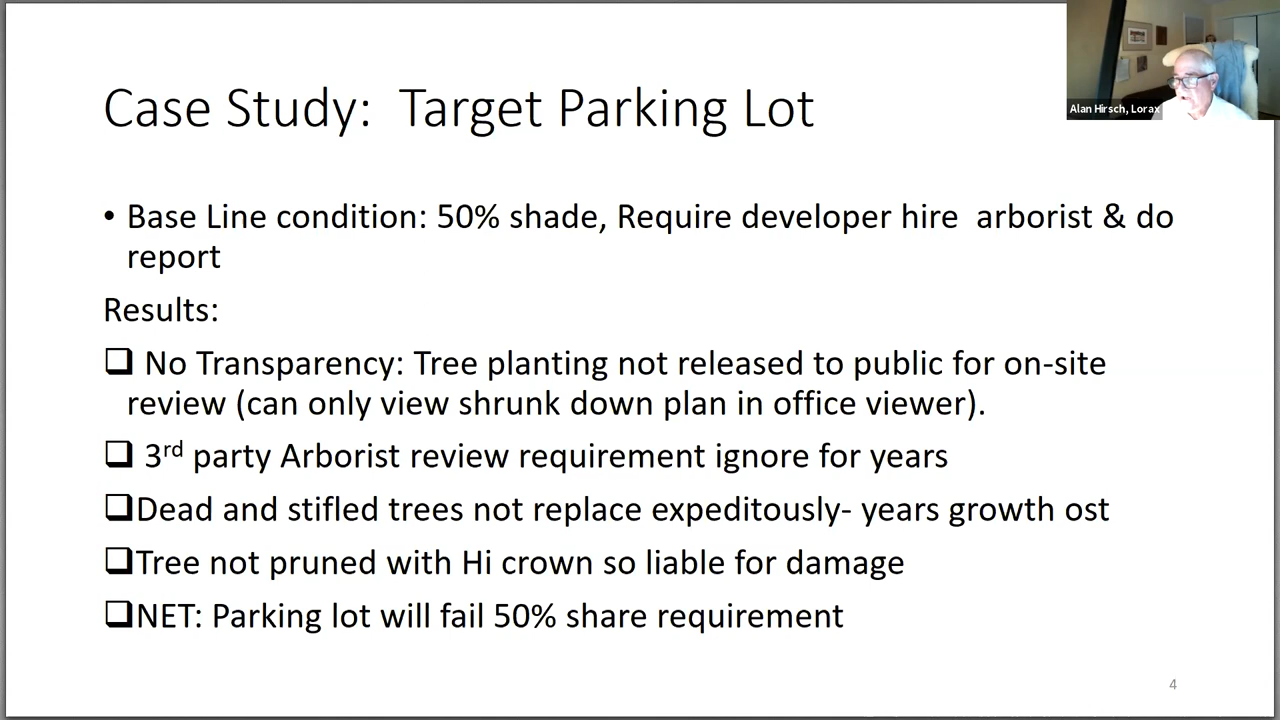 Case Study:  Target Parking Lot
Alan Hirsch, Lorax
• Base Line condition: 50% shade, Require developer hire  arborist & do
report
Results:
❑ No Transparency: Tree planting not released to public for on-site
review (can only view shrunk down plan in office viewer).
❑ 3rd party Arborist review requirement ignore for years
❑Dead and stifled trees not replace expeditously- years growth ost
❑Tree not pruned with Hi crown so liable for damage
❑NET: Parking lot will fail 50% share requirement
4